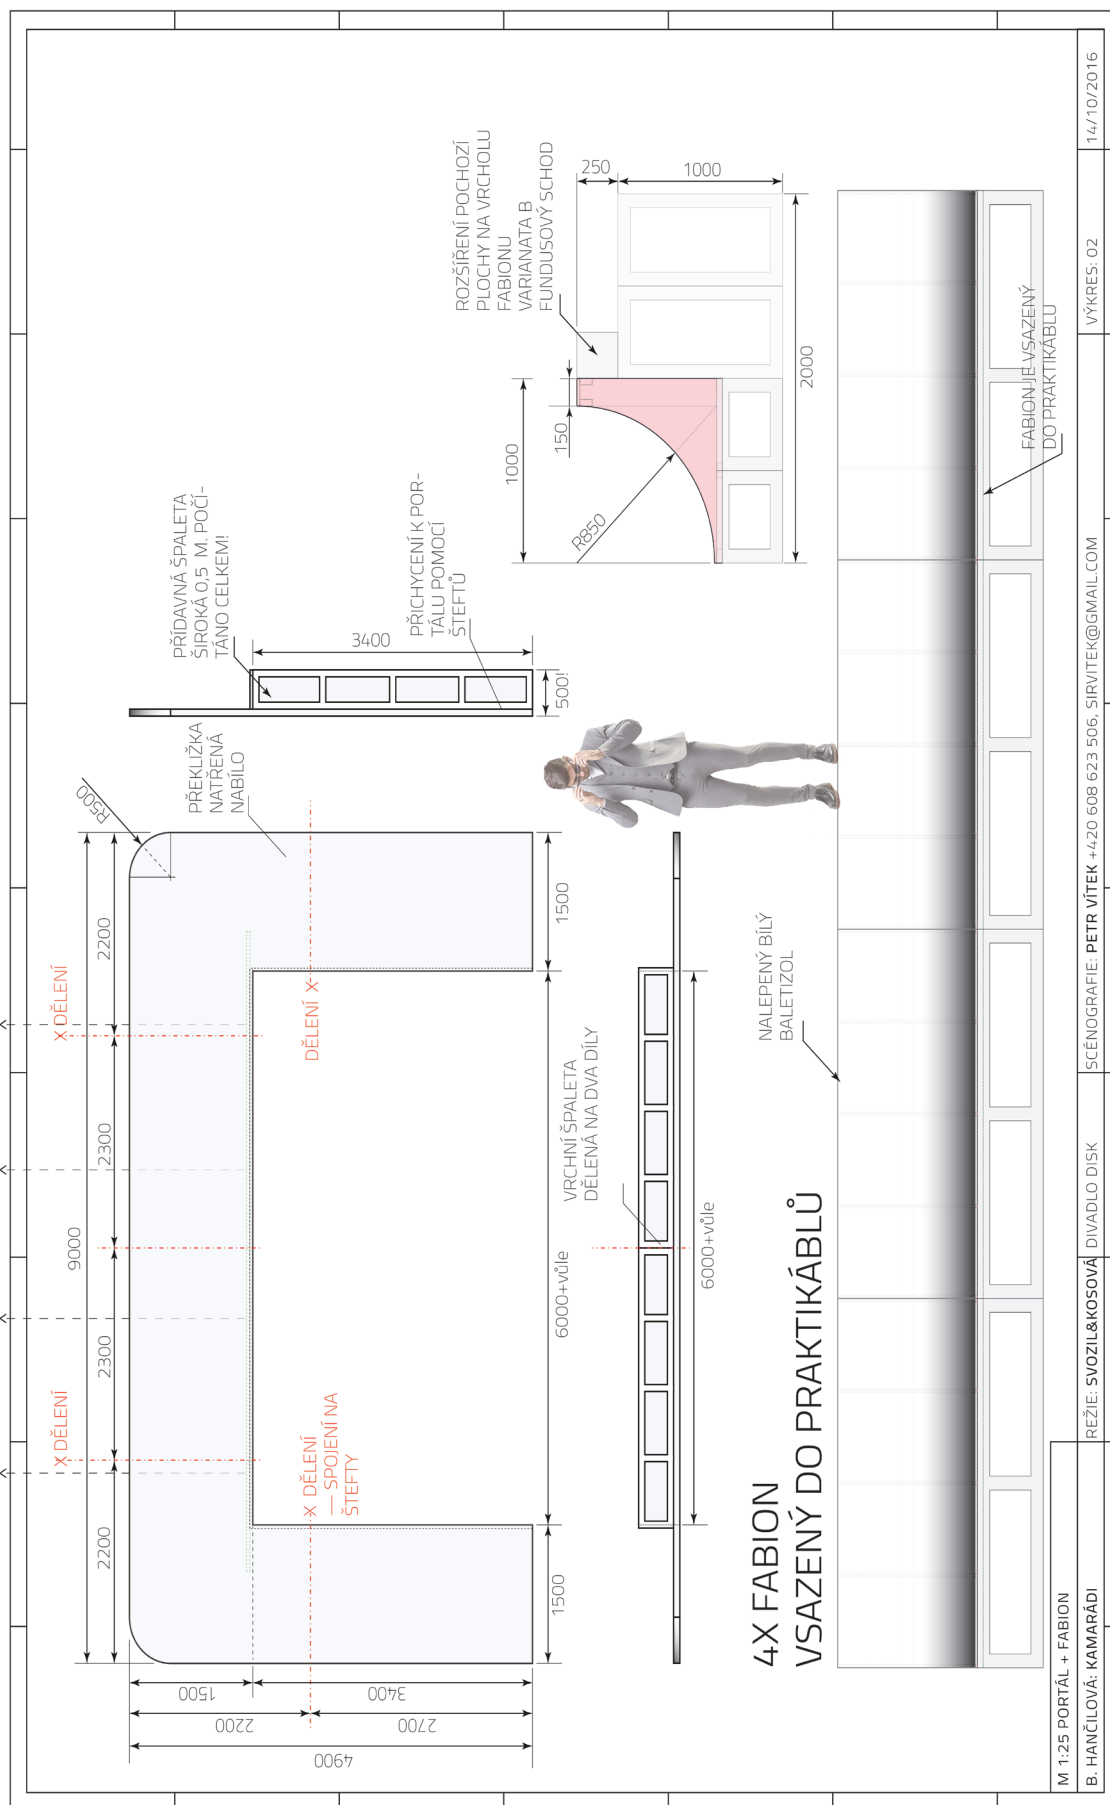 X DĚLENÍ
X DĚLENÍ
9000
2200
2300
2300
2200
R500
PŘEKLIŽKA
NATŘENÁ
NABÍLO
X DĚLENÍ
— SPOJENÍ NA
ŠTEFTY
DĚLENÍ X
1500
6000+vůle
1500
1500
3400
2200
2700
4900
PŘÍDAVNÁ ŠPALETA
ŠIROKÁ 0,5 M. POČÍ-
TÁNO CELKEM!
3400
PŘICHYCENÍ K POR-
TÁLU POMOCÍ
ŠTEFTŮ
500!
VRCHNÍ ŠPALETA
DĚLENÁ NA DVA DÍLY
6000+vůle
ROZŠÍŘENÍ POCHOZÍ
PLOCHY NA VRCHOLU
FABIONU
VARIANATA B
FUNDUSOVÝ SCHOD
250
1000
1000
150
R850
2000
4X FABION
VSAZENÝ DO PRAKTIKÁBLŮ
NALEPENÝ BÍLÝ
BALETIZOL
FABION JE VSAZENÝ
DO PRAKTIKÁBLU
M 1:25 PORTÁL + FABION
B. HANČILOVÁ: KAMARÁDI
REŽIE: SVOZIL&KOSOVÁ
DIVADLO DISK
SCÉNOGRAFIE: PETR VÍTEK +420 608 623 506, SIRVITEK@GMAIL.COM
VÝKRES: 02
14/10/2016